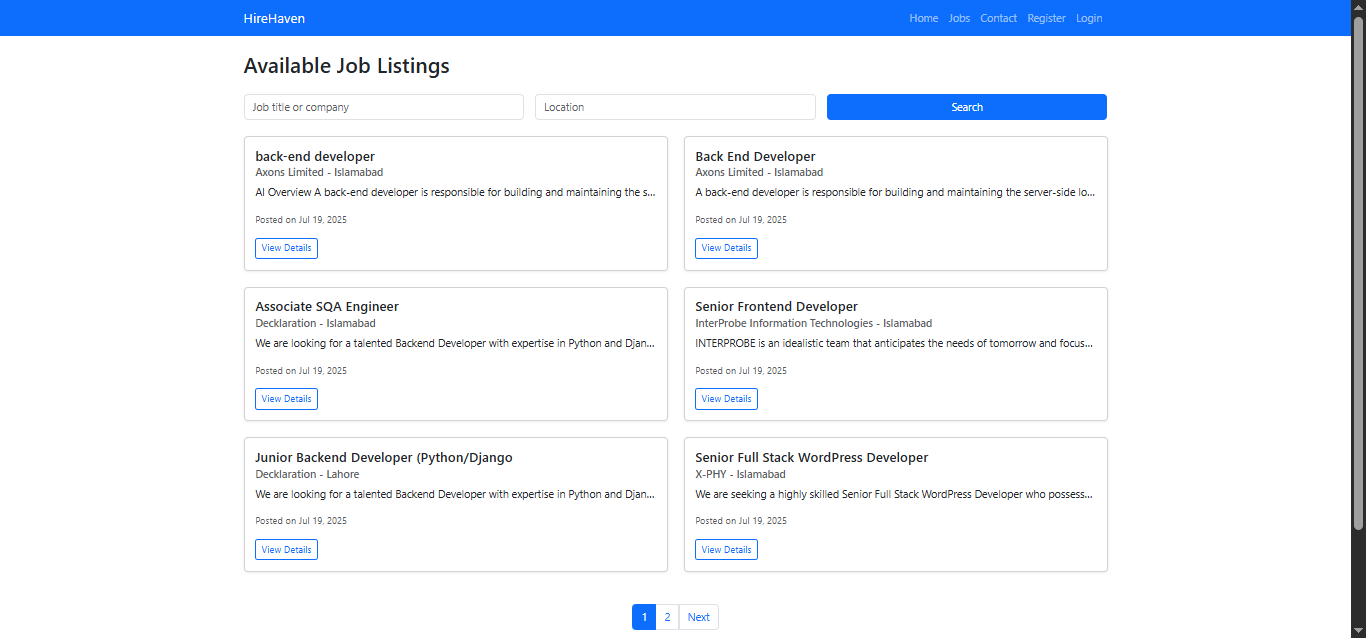 HireHaven
Home Jobs Contact Register Login
Available Job Listings
Job title or company
Location
Search
back-end developer
Axons Limited - Islamabad
AI Overview A back-end developer is responsible for building and maintaining the s...
Posted on Jul 19, 2025
View Details
Back End Developer
Axons Limited - Islamabad
A back-end developer is responsible for building and maintaining the server-side lo...
Posted on Jul 19, 2025
View Details
Associate SQA Engineer
Decklaration - Islamabad
We are looking for a talented Backend Developer with expertise in Python and Djan...
Posted on Jul 19, 2025
View Details
Senior Frontend Developer
InterProbe Information Technologies - Islamabad
INTERPROBE is an idealistic team that anticipates the needs of tomorrow and focus...
Posted on Jul 19, 2025
View Details
Junior Backend Developer (Python/Django
Decklaration - Lahore
We are looking for a talented Backend Developer with expertise in Python and Djan...
Posted on Jul 19, 2025
View Details
Senior Full Stack WordPress Developer
X-PHY - Islamabad
We are seeking a highly skilled Senior Full Stack WordPress Developer who possess...
Posted on Jul 19, 2025
View Details
1 2 Next